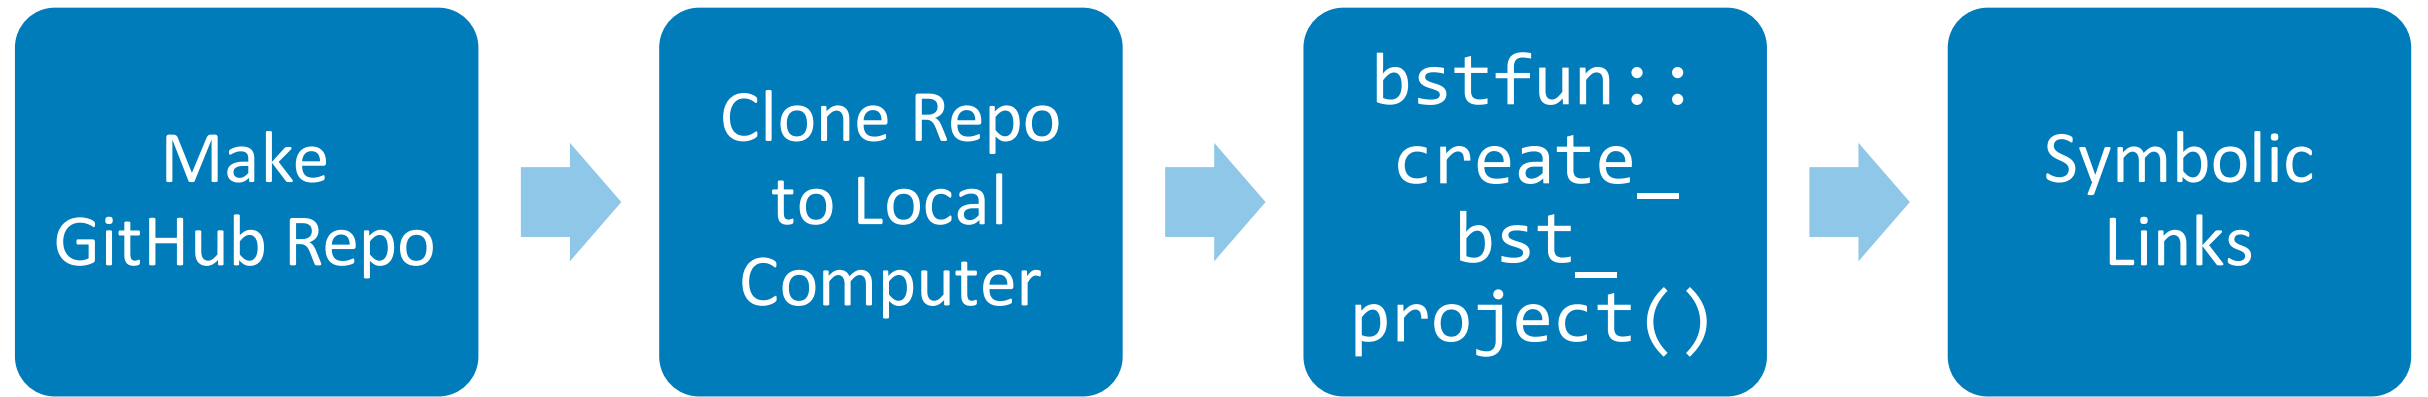 Make
GitHub Repo
Clone Repo
to Local
Computer
bstfun::
create_
bst_
project()
Symbolic
Links